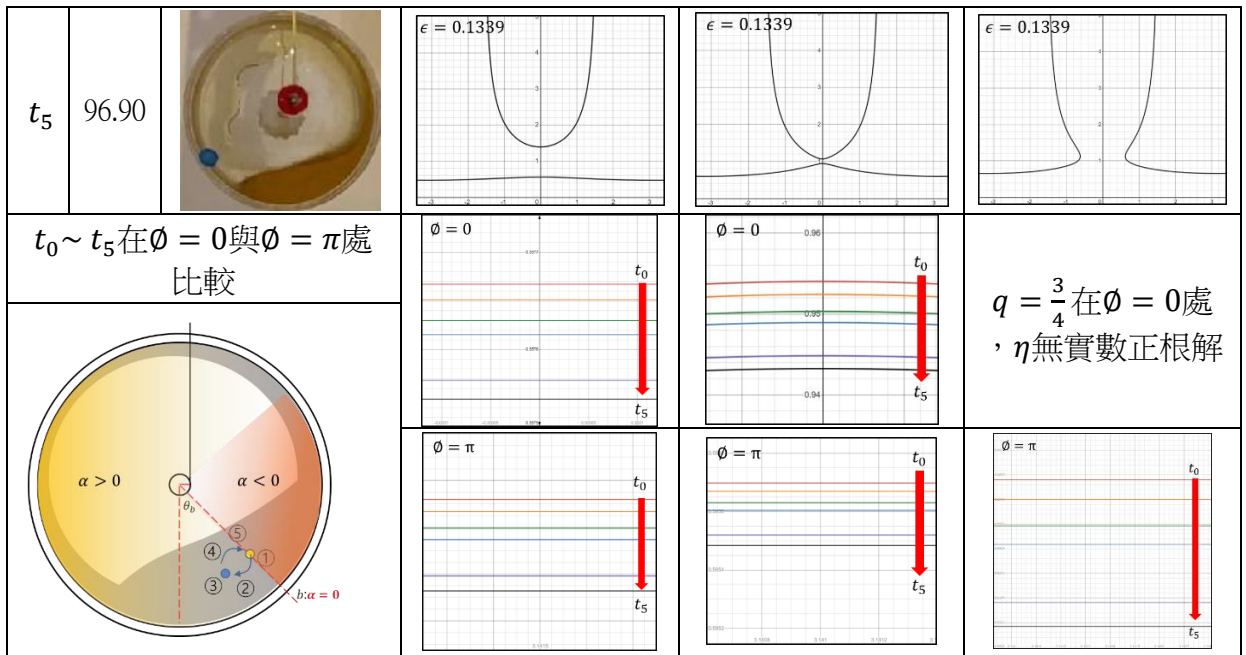 t₅
96.90
ϵ = 0.1339
ϵ = 0.1339
ϵ = 0.1339
t₀~ t₅在∅ = 0與∅ = π處
比較
∅ = 0
t₀
t₅
∅ = 0
0.96
t₀
0.95
0.94
t₅
q = 3/4 在∅ = 0處
,η無實數正根解
α > 0
α < 0
θb
⑤
④
①
③
②
b:α = 0
∅ = π
t₀
t₅
∅ = π
t₀
t₅
∅ = π
t₀
t₅